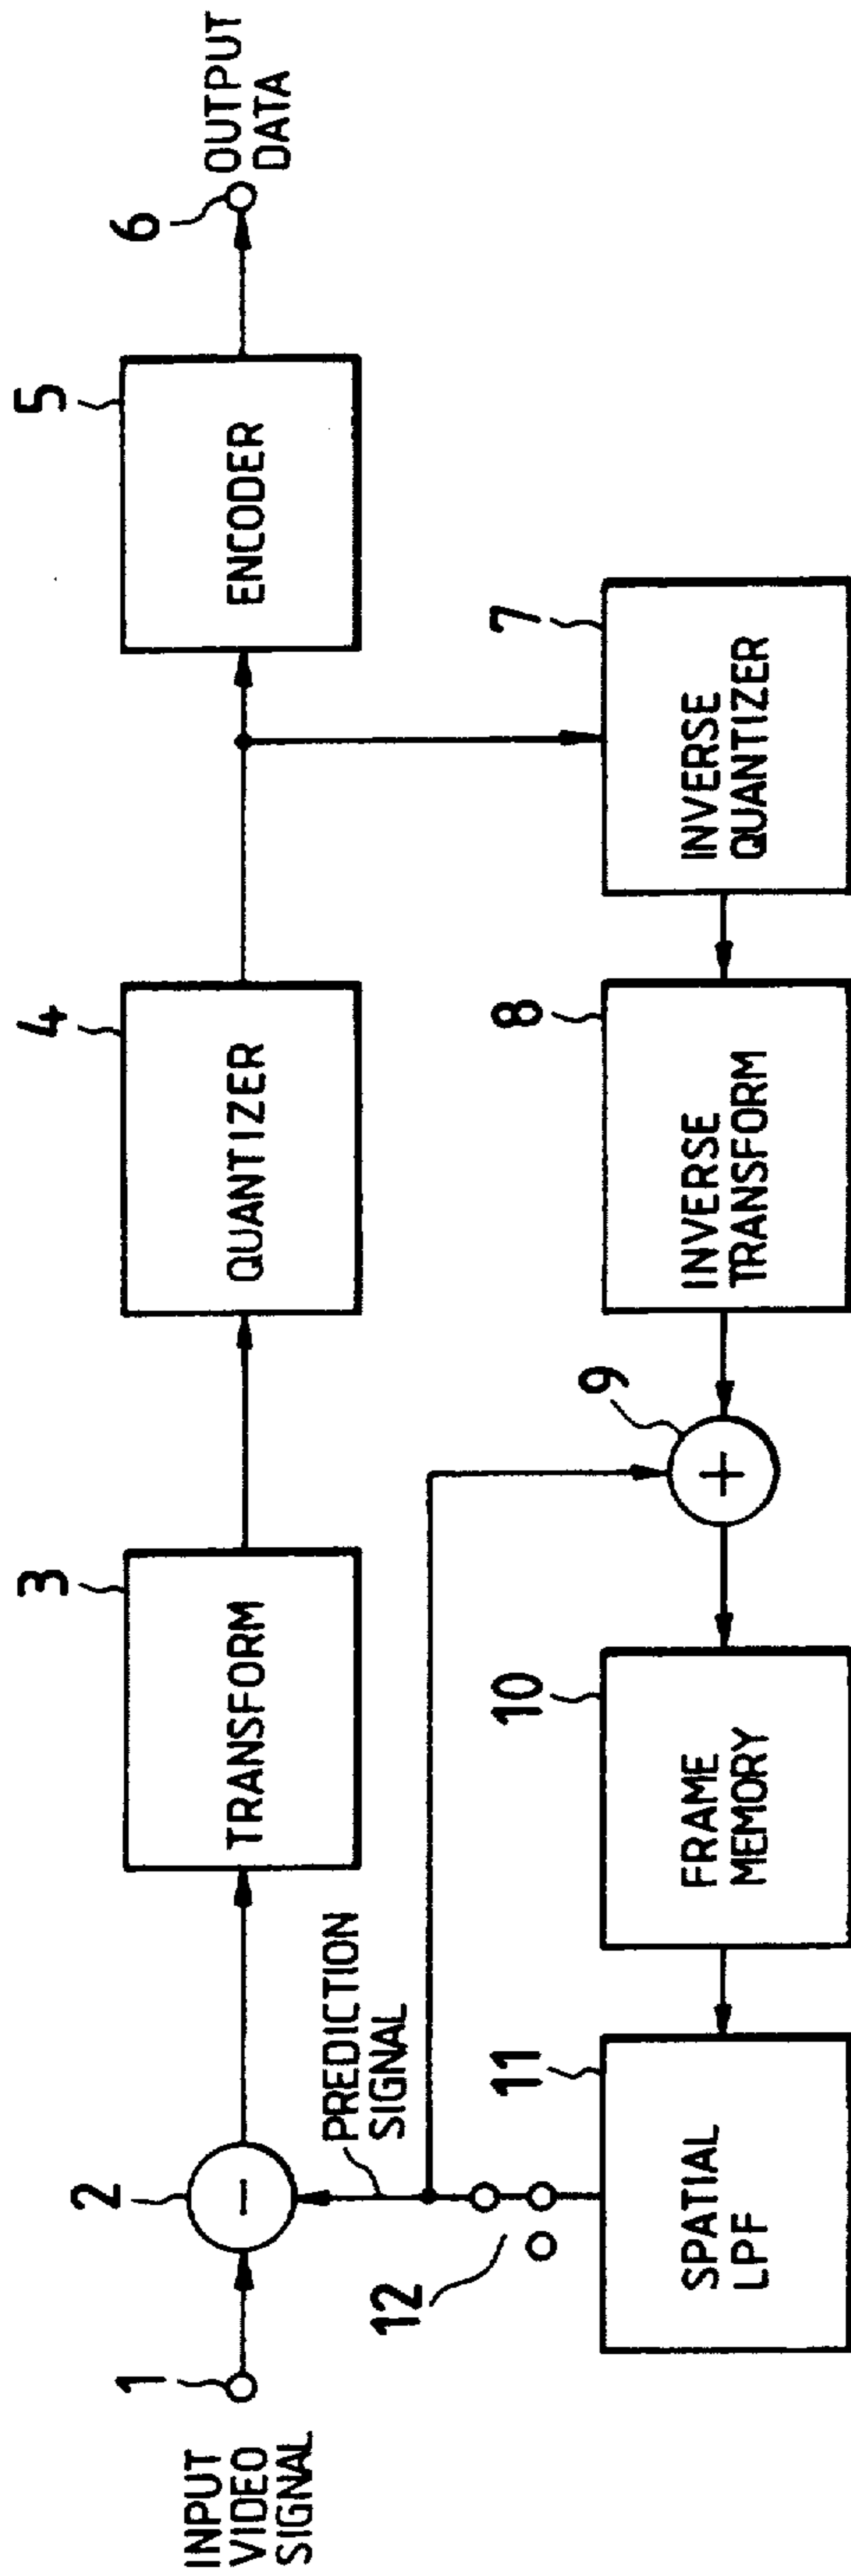 INPUT
VIDEO
SIGNAL
1
2
3
TRANSFORM
4
QUANTIZER
5
ENCODER
6
OUTPUT
DATA
PREDICTION
SIGNAL
12
11
SPATIAL
LPF
10
FRAME
MEMORY
9
8
INVERSE
TRANSFORM
7
INVERSE
QUANTIZER